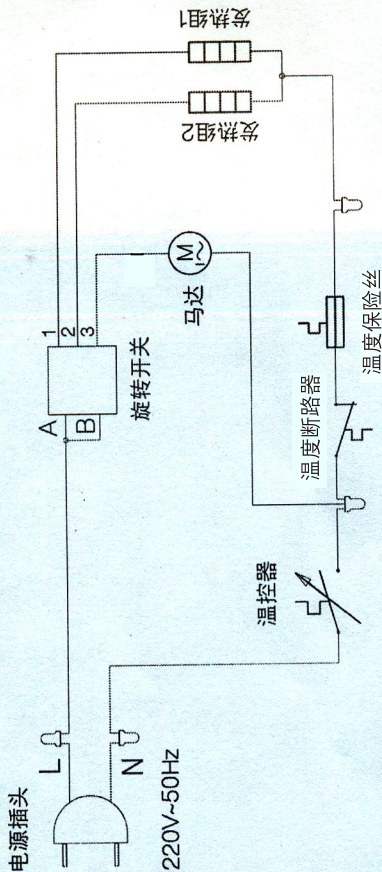 电源插头
L
N
220V~50Hz
A
B
1
2
3
旋转开关
发热组1
发热组2
M
马达
温控器
温度断路器
温度保险丝